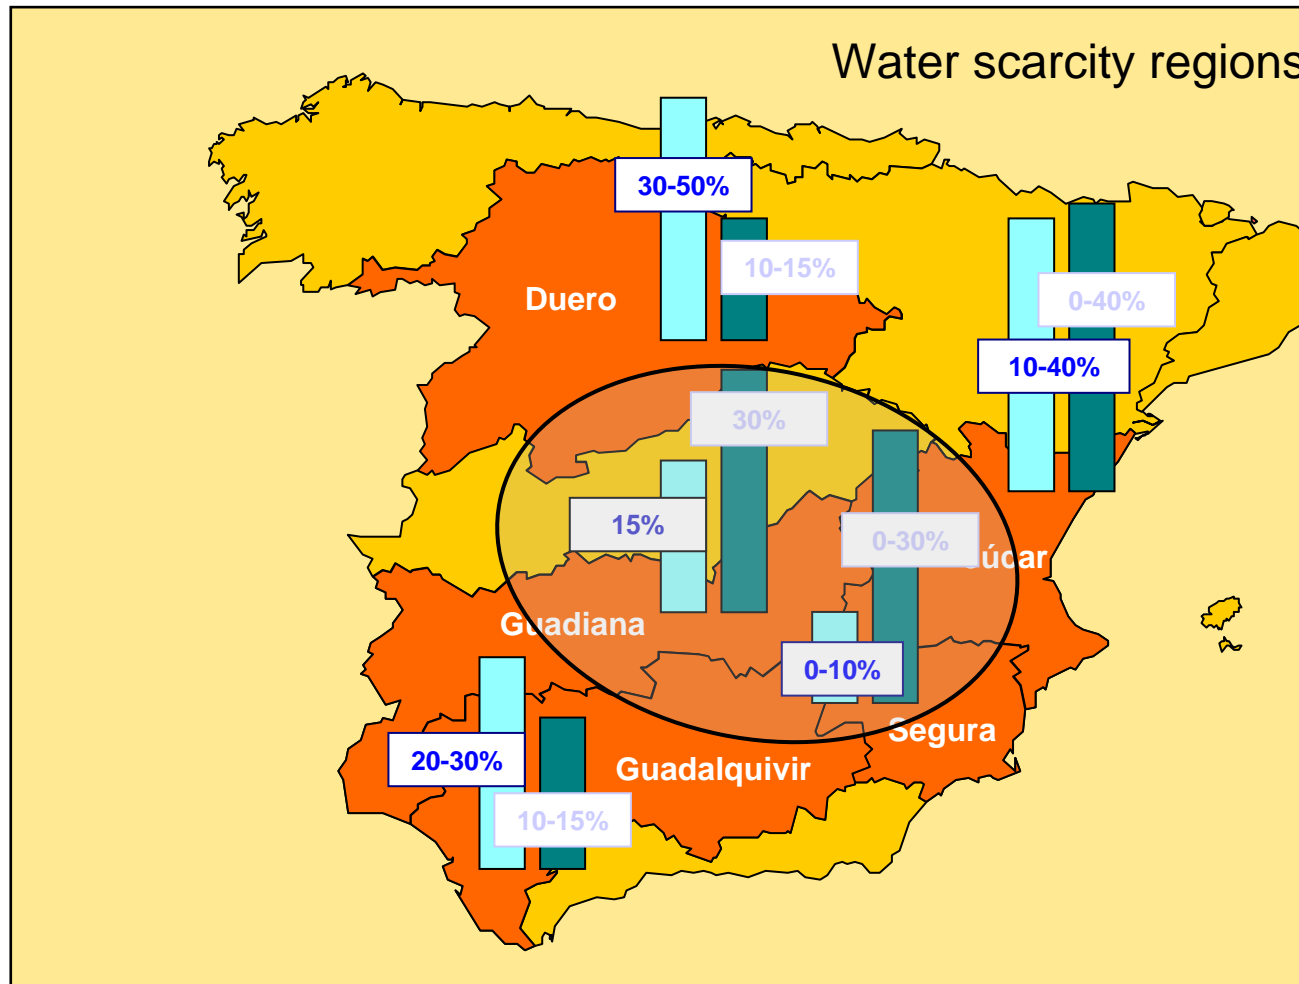 Water scarcity regions
30-50%
10-15%
Duero
0-40%
10-40%
30%
15%
0-30%
úcar
Guadiana
0-10%
Segura
20-30%
Guadalquivir
10-15%